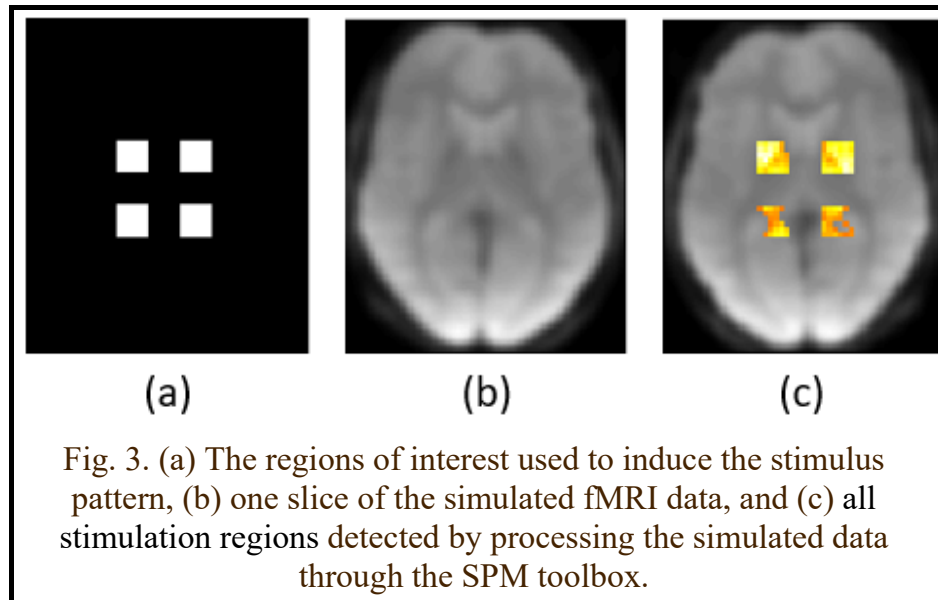 (a) (b) (c)
Fig. 3. (a) The regions of interest used to induce the stimulus
pattern, (b) one slice of the simulated fMRI data, and (c) all
stimulation regions detected by processing the simulated data
through the SPM toolbox.